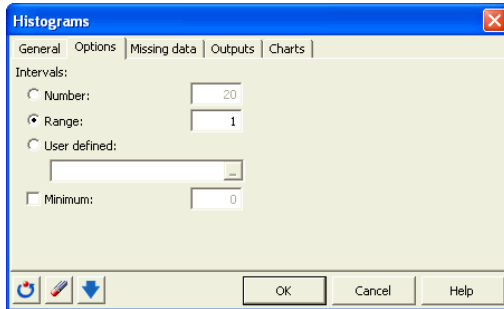 Histograms
General Options Missing data Outputs Charts
Intervals:
Number: 20
Range: 1
User defined:
...
Minimum: 0
OK Cancel Help